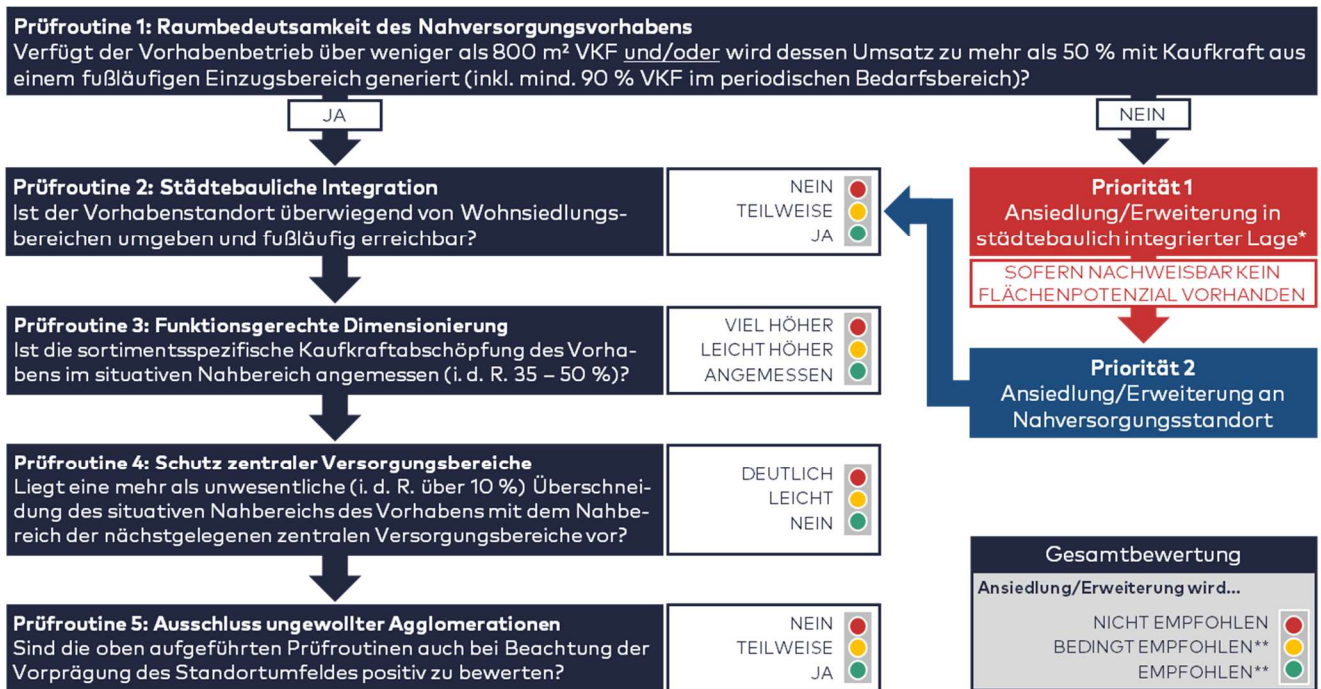 Prüfroutine 1: Raumbedeutsamkeit des Nahversorgungsvorhabens
Verfügt der Vorhabenbetrieb über weniger als 800 m² VKF und/oder wird dessen Umsatz zu mehr als 50 % mit Kaufkraft aus
einem fußläufigen Einzugsbereich generiert (inkl. mind. 90 % VKF im periodischen Bedarfsbereich)?
JA
NEIN
Prüfroutine 2: Städtebauliche Integration
Ist der Vorhabenstandort überwiegend von Wohnsiedlungs-
bereichen umgeben und fußläufig erreichbar?
NEIN
TEILWEISE
JA
Priorität 1
Ansiedlung/Erweiterung in
städtebaulich integrierter Lage*
SOFERN NACHWEISBAR KEIN
FLÄCHENPOTENZIAL VORHANDEN
Priorität 2
Ansiedlung/Erweiterung an
Nahversorgungsstandort
Prüfroutine 3: Funktionsgerechte Dimensionierung
Ist die sortimentsspezifische Kaufkraftabschöpfung des Vorha-
bens im situativen Nahbereich angemessen (i. d. R. 35 – 50 %)?
VIEL HÖHER
LEICHT HÖHER
ANGEMESSEN
Prüfroutine 4: Schutz zentraler Versorgungsbereiche
Liegt eine mehr als unwesentliche (i. d. R. über 10 %) Überschnei-
dung des situativen Nahbereichs des Vorhabens mit dem Nahbe-
reich der nächstgelegenen zentralen Versorgungsbereiche vor?
DEUTLICH
LEICHT
NEIN
Prüfroutine 5: Ausschluss ungewollter Agglomerationen
Sind die oben aufgeführten Prüfroutinen auch bei Beachtung der
Vorprägung des Standortumfeldes positiv zu bewerten?
NEIN
TEILWEISE
JA
Gesamtbewertung
Ansiedlung/Erweiterung wird...
NICHT EMPFOHLEN
BEDINGT EMPFOHLEN**
EMPFOHLEN**